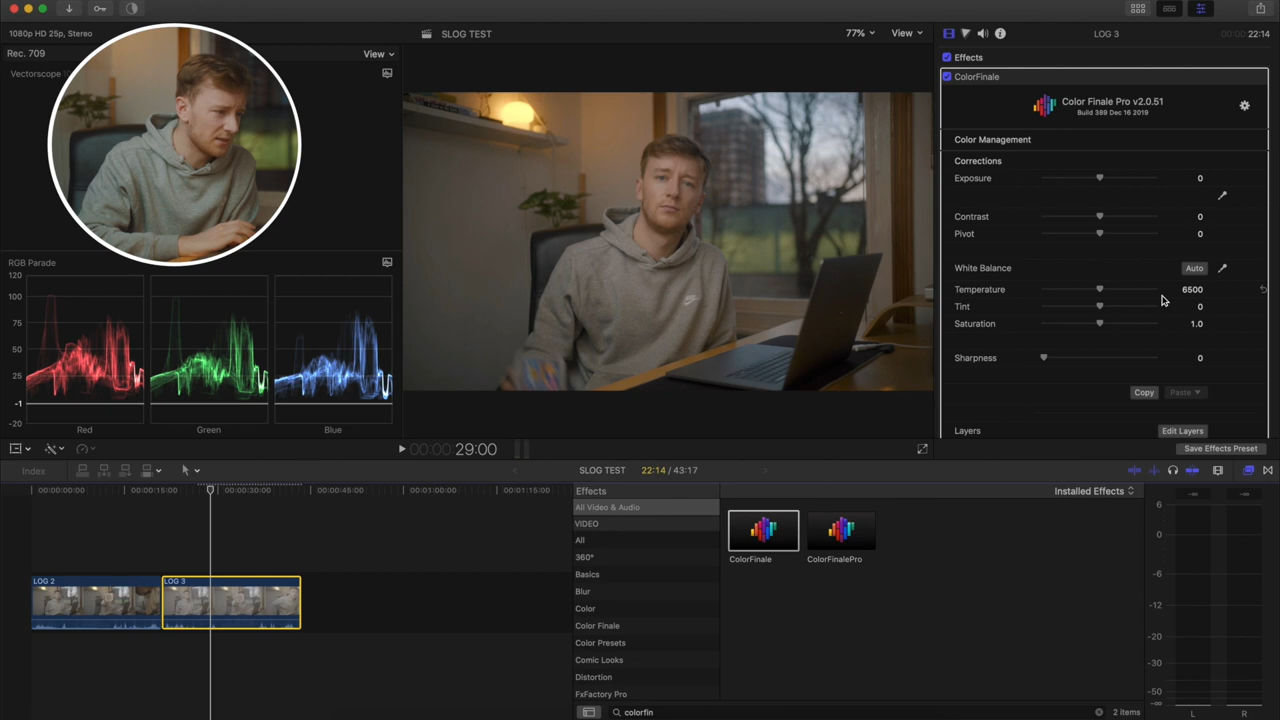 1080p HD 25p, Stereo
SLOG TEST
77%
View
LOG 3
22:14
Rec. 709
View
Effects
Vectorscope
ColorFinale
Color Finale Pro v2.0.51
Build 389 Dec 16 2019
Color Management
Corrections
Exposure 0
Contrast 0
Pivot 0
White Balance Auto
Temperature 6500
Tint 0
Saturation 1.0
Sharpness 0
Copy Paste
Layers Edit Layers
Save Effects Preset
RGB Parade
120
100
75
50
25
-1
-20
Red Green Blue
00:00:29:00
Index
SLOG TEST 22:14 / 43:17
00:00:00:00 00:00:15:00 00:00:30:00 00:00:45:00 00:01:00:00 00:01:15:00
LOG 2 LOG 3
Effects
Installed Effects
All Video & Audio
VIDEO
All
360°
Basics
Blur
Color
Color Finale
Color Presets
Comic Looks
Distortion
FxFactory Pro
ColorFinale ColorFinalePro
colorfin
2 items
6
0
-6
-12
-20
-30
-50
-∞
L R